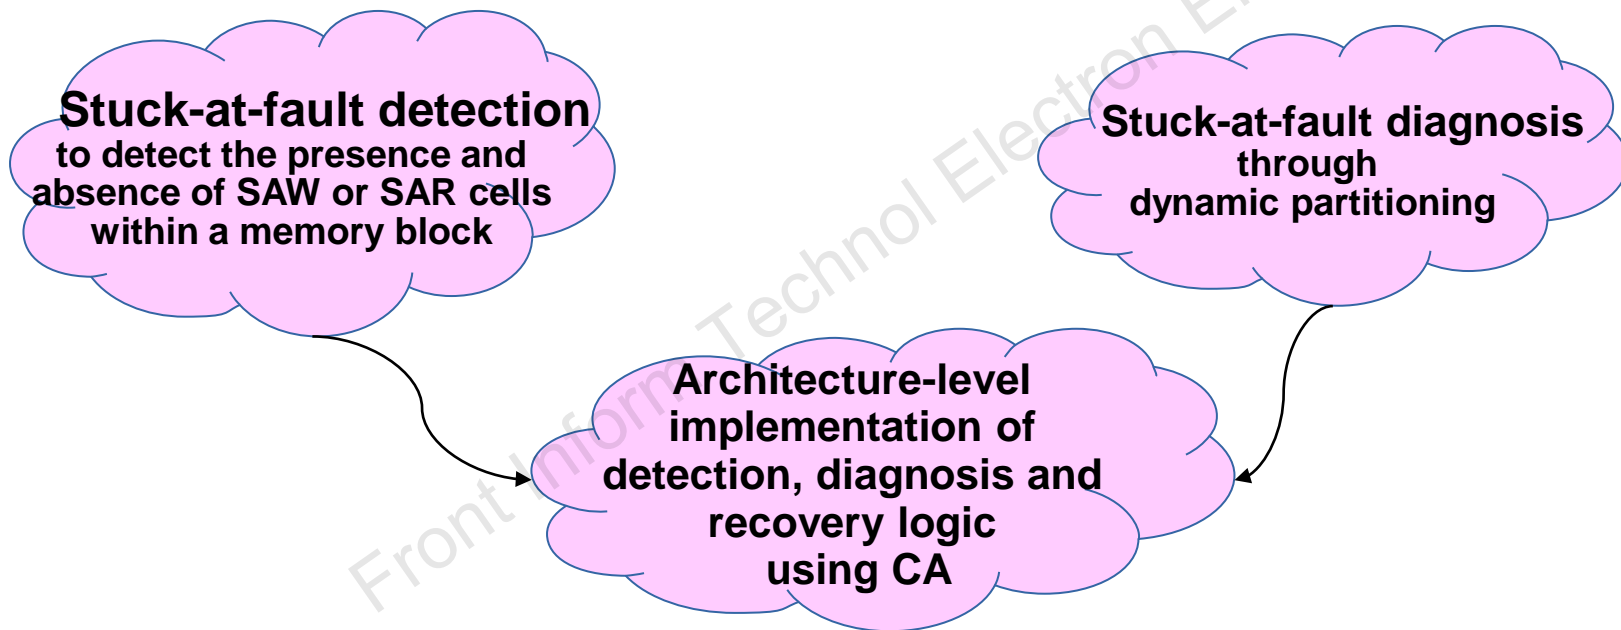 Stuck-at-fault detection
to detect the presence and
absence of SAW or SAR cells
within a memory block
Stuck-at-fault diagnosis
through
dynamic partitioning
Architecture-level
implementation of
detection, diagnosis and
recovery logic
using CA
Front Inform Technol Electron E